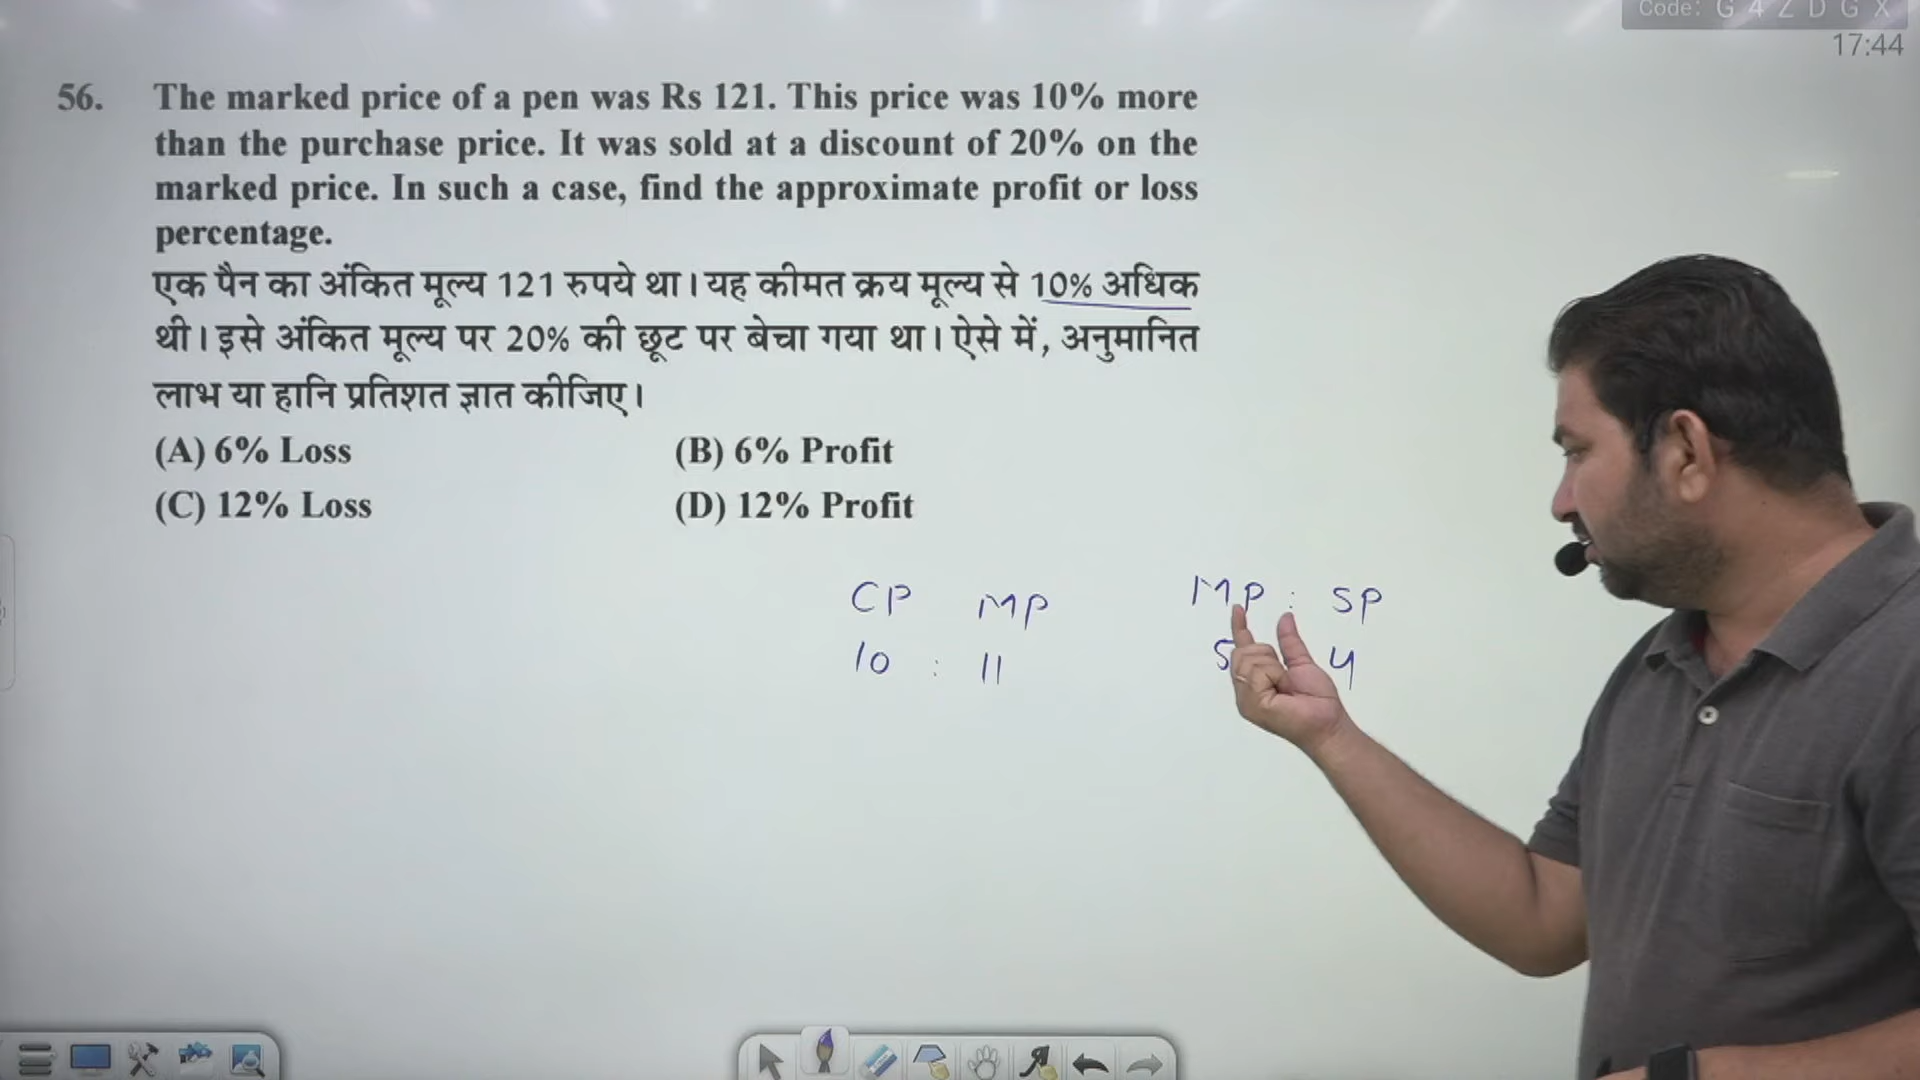 Code: G 4 Z D G X
17:44
56. The marked price of a pen was Rs 121. This price was 10% more
than the purchase price. It was sold at a discount of 20% on the
marked price. In such a case, find the approximate profit or loss
percentage.
एक पैन का अंकित मूल्य 121 रुपये था। यह कीमत क्रय मूल्य से 10% अधिक
थी। इसे अंकित मूल्य पर 20% की छूट पर बेचा गया था। ऐसे में, अनुमानित
लाभ या हानि प्रतिशत ज्ञात कीजिए।
(A) 6% Loss (B) 6% Profit
(C) 12% Loss (D) 12% Profit
CP MP MP : SP
10 : 11 5 4